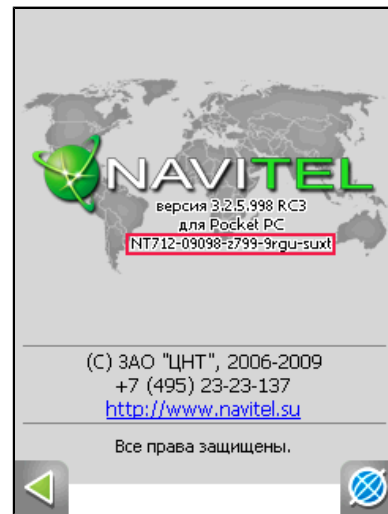 NAVITEL
версия 3.2.5.998 RC3
для Pocket PC
NT712-09098-z799-9rgu-suxt
(C) ЗАО "ЦНТ", 2006-2009
+7 (495) 23-23-137
http://www.navitel.su
Все права защищены.